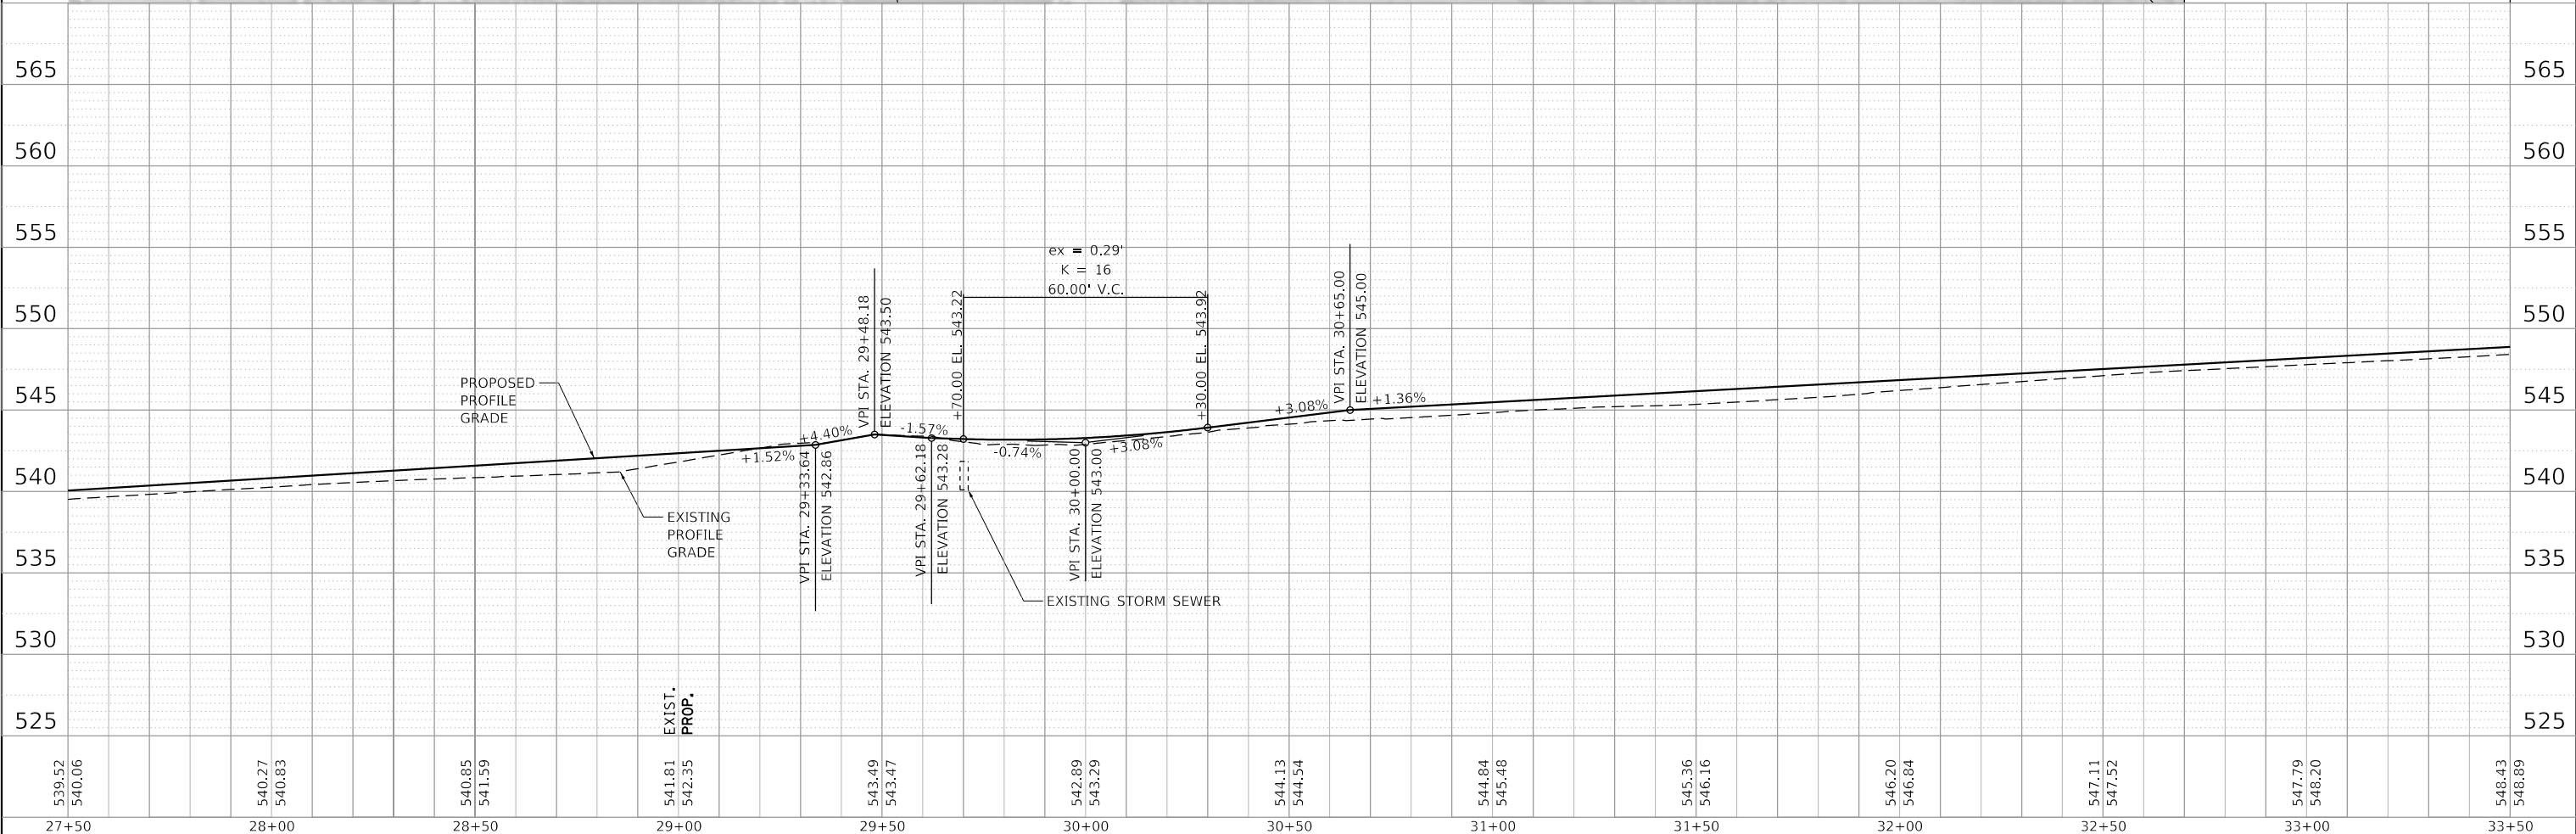 565
565
560
560
555
555
ex = 0.29'
K = 16
60.00' V.C.
550
550
VPI STA. 29+48.18
ELEVATION 543.50
+70.00 EL. 543.22
+30.00 EL. 543.92
VPI STA. 30+65.00
ELEVATION 545.00
545
545
PROPOSED
PROFILE
GRADE
+1.52%
+4.40%
-1.57%
-0.74%
+3.08%
+3.08%
+1.36%
540
540
VPI STA. 29+33.64
ELEVATION 542.86
VPI STA. 29+62.18
ELEVATION 543.28
VPI STA. 30+00.00
ELEVATION 543.00
EXISTING
PROFILE
GRADE
535
535
EXISTING STORM SEWER
530
530
EXIST.
PROP.
525
525
539.52
540.06
540.27
540.83
540.85
541.59
541.81
542.35
543.49
543.47
542.89
543.29
544.13
544.54
544.84
545.48
545.36
546.16
546.20
546.84
547.11
547.52
547.79
548.20
548.43
548.89
27+50 28+00 28+50 29+00 29+50 30+00 30+50 31+00 31+50 32+00 32+50 33+00 33+50